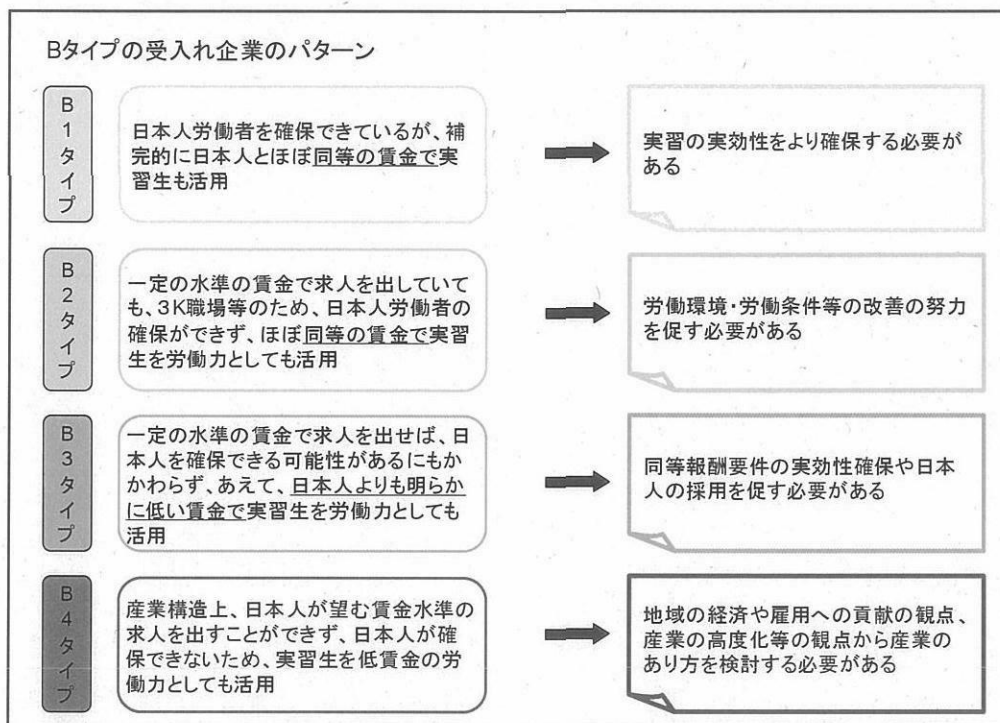 Bタイプの受入れ企業のパターン
B1タイプ
日本人労働者を確保できているが、補
完的に日本人とほぼ同等の賃金で実
習生も活用
実習の実効性をより確保する必要が
ある
B2タイプ
一定の水準の賃金で求人を出していて
も、3K職場等のため、日本人労働者の
確保ができず、ほぼ同等の賃金で実習
生を労働力としても活用
労働環境・労働条件等の改善の努力
を促す必要がある
B3タイプ
一定の水準の賃金で求人を出せば、日
本人を確保できる可能性があるにもか
かわらず、あえて、日本人よりも明らか
に低い賃金で実習生を労働力としても
活用
同等報酬要件の実効性確保や日本
人の採用を促す必要がある
B4タイプ
産業構造上、日本人が望む賃金水準の
求人を出すことができず、日本人が確
保できないため、実習生を低賃金の労
働力としても活用
地域の経済や雇用への貢献の観点、
産業の高度化等の観点から産業の
あり方を検討する必要がある